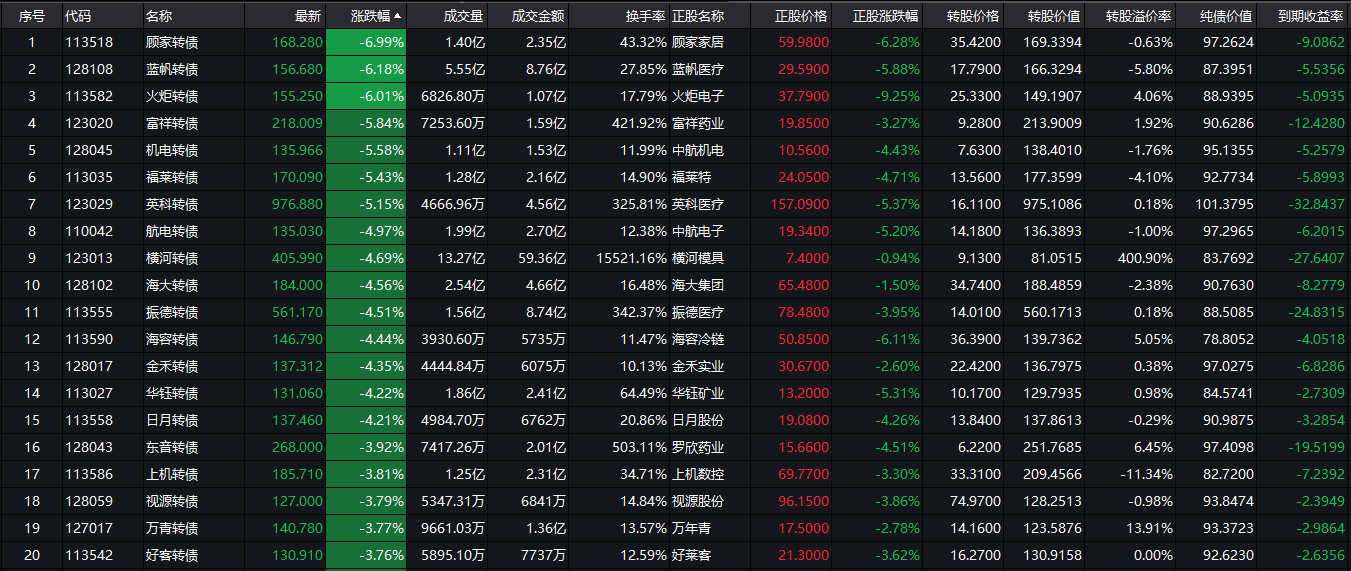 序号 代码 名称 最新 涨跌幅 成交量 成交金额 换手率 正股名称 正股价格 正股涨跌幅 转股价格 转股价值 转股溢价率 纯债价值 到期收益率
1 113518 顾家转债 168.280 -6.99% 1.40亿 2.35亿 43.32% 顾家家居 59.9800 -6.28% 35.4200 169.3394 -0.63% 97.2624 -9.0862
2 128108 蓝帆转债 156.680 -6.18% 5.55亿 8.76亿 27.85% 蓝帆医疗 29.5900 -5.88% 17.7900 166.3294 -5.80% 87.3951 -5.5356
3 113582 火炬转债 155.250 -6.01% 6826.80万 1.07亿 17.79% 火炬电子 37.7900 -9.25% 25.3300 149.1907 4.06% 88.9395 -5.0935
4 123020 富祥转债 218.009 -5.84% 7253.60万 1.59亿 421.92% 富祥药业 19.8500 -3.27% 9.2800 213.9009 1.92% 90.6286 -12.4280
5 128045 机电转债 135.966 -5.58% 1.11亿 1.53亿 11.99% 中航机电 10.5600 -4.43% 7.6300 138.4010 -1.76% 95.1355 -5.2579
6 113035 福莱转债 170.090 -5.43% 1.28亿 2.16亿 14.90% 福莱特 24.0500 -4.71% 13.5600 177.3599 -4.10% 92.7734 -5.8993
7 123029 英科转债 976.880 -5.15% 4666.96万 4.56亿 325.81% 英科医疗 157.0900 -5.37% 16.1100 975.1086 0.18% 101.3795 -32.8437
8 110042 航电转债 135.030 -4.97% 1.99亿 2.70亿 12.38% 中航电子 19.3400 -5.20% 14.1800 136.3893 -1.00% 97.2965 -6.2015
9 123013 横河转债 405.990 -4.69% 13.27亿 59.36亿 15521.16% 横河模具 7.4000 -0.94% 9.1300 81.0515 400.90% 83.7692 -27.6407
10 128102 海大转债 184.000 -4.56% 2.54亿 4.66亿 16.48% 海大集团 65.4800 -1.50% 34.7400 188.4859 -2.38% 90.7630 -8.2779
11 113555 振德转债 561.170 -4.51% 1.56亿 8.74亿 342.37% 振德医疗 78.4800 -3.95% 14.0100 560.1713 0.18% 88.5085 -24.8315
12 113590 海容转债 146.790 -4.44% 3930.60万 5735万 11.47% 海容冷链 50.8500 -6.11% 36.3900 139.7362 5.05% 78.8052 -4.0518
13 128017 金禾转债 137.312 -4.35% 4444.84万 6075万 10.13% 金禾实业 30.6700 -2.60% 22.4200 136.7975 0.38% 97.0275 -6.8286
14 113027 华钰转债 131.060 -4.22% 1.86亿 2.41亿 64.49% 华钰矿业 13.2000 -5.31% 10.1700 129.7935 0.98% 84.5741 -2.7309
15 113558 日月转债 137.460 -4.21% 4984.70万 6762万 20.86% 日月股份 19.0800 -4.26% 13.8400 137.8613 -0.29% 90.9875 -3.2854
16 128043 东音转债 268.000 -3.92% 7417.26万 2.01亿 503.11% 罗欣药业 15.6600 -4.51% 6.2200 251.7685 6.45% 97.4098 -19.5199
17 113586 上机转债 185.710 -3.81% 1.25亿 2.31亿 34.71% 上机数控 69.7700 -3.30% 33.3100 209.4566 -11.34% 82.7200 -7.2392
18 128059 视源转债 127.000 -3.79% 5347.31万 6841万 14.84% 视源股份 96.1500 -3.86% 74.9700 128.2513 -0.98% 93.8474 -2.3949
19 127017 万青转债 140.780 -3.77% 9661.03万 1.36亿 13.57% 万年青 17.5000 -2.78% 14.1600 123.5876 13.91% 93.3723 -2.9864
20 113542 好客转债 130.910 -3.76% 5895.10万 7737万 12.59% 好莱客 21.3000 -3.62% 16.2700 130.9158 0.00% 92.6230 -2.6356